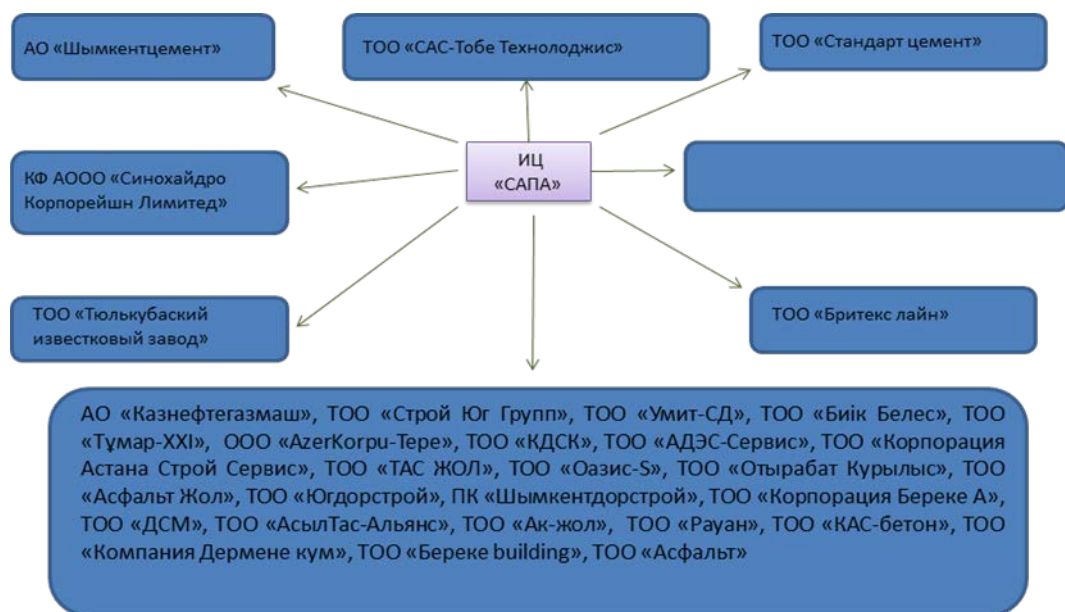 АО «Шымкентцемент»
ТОО «САС-Тобе Технолоджис»
ТОО «Стандарт цемент»
ИЦ
«САПА»
КФ АООО «Синохайдро
Корпорейшн Лимитед»
ТОО «Тюлькубаский
известковый завод»
ТОО «Бритекс лайн»
АО «Казнефтегазмаш», ТОО «Строй Юг Групп», ТОО «Умит-СД», ТОО «Биік Белес», ТОО
«Тұмар-XXI», ООО «AzerKorpu-Tepe», ТОО «КДСК», ТОО «АДЭС-Сервис», ТОО «Корпорация
Астана Строй Сервис», ТОО «ТАС ЖОЛ», ТОО «Оазис-S», ТОО «Отырабат Курылыс», ТОО
«Асфальт Жол», ТОО «Югдорстрой», ПК «Шымкентдорстрой», ТОО «Корпорация Береке А»,
ТОО «ДСМ», ТОО «АсылТас-Альянс», ТОО «Ак-жол», ТОО «Рауан», ТОО «КАС-бетон», ТОО
«Компания Дермене кум», ТОО «Береке building», ТОО «Асфальт»